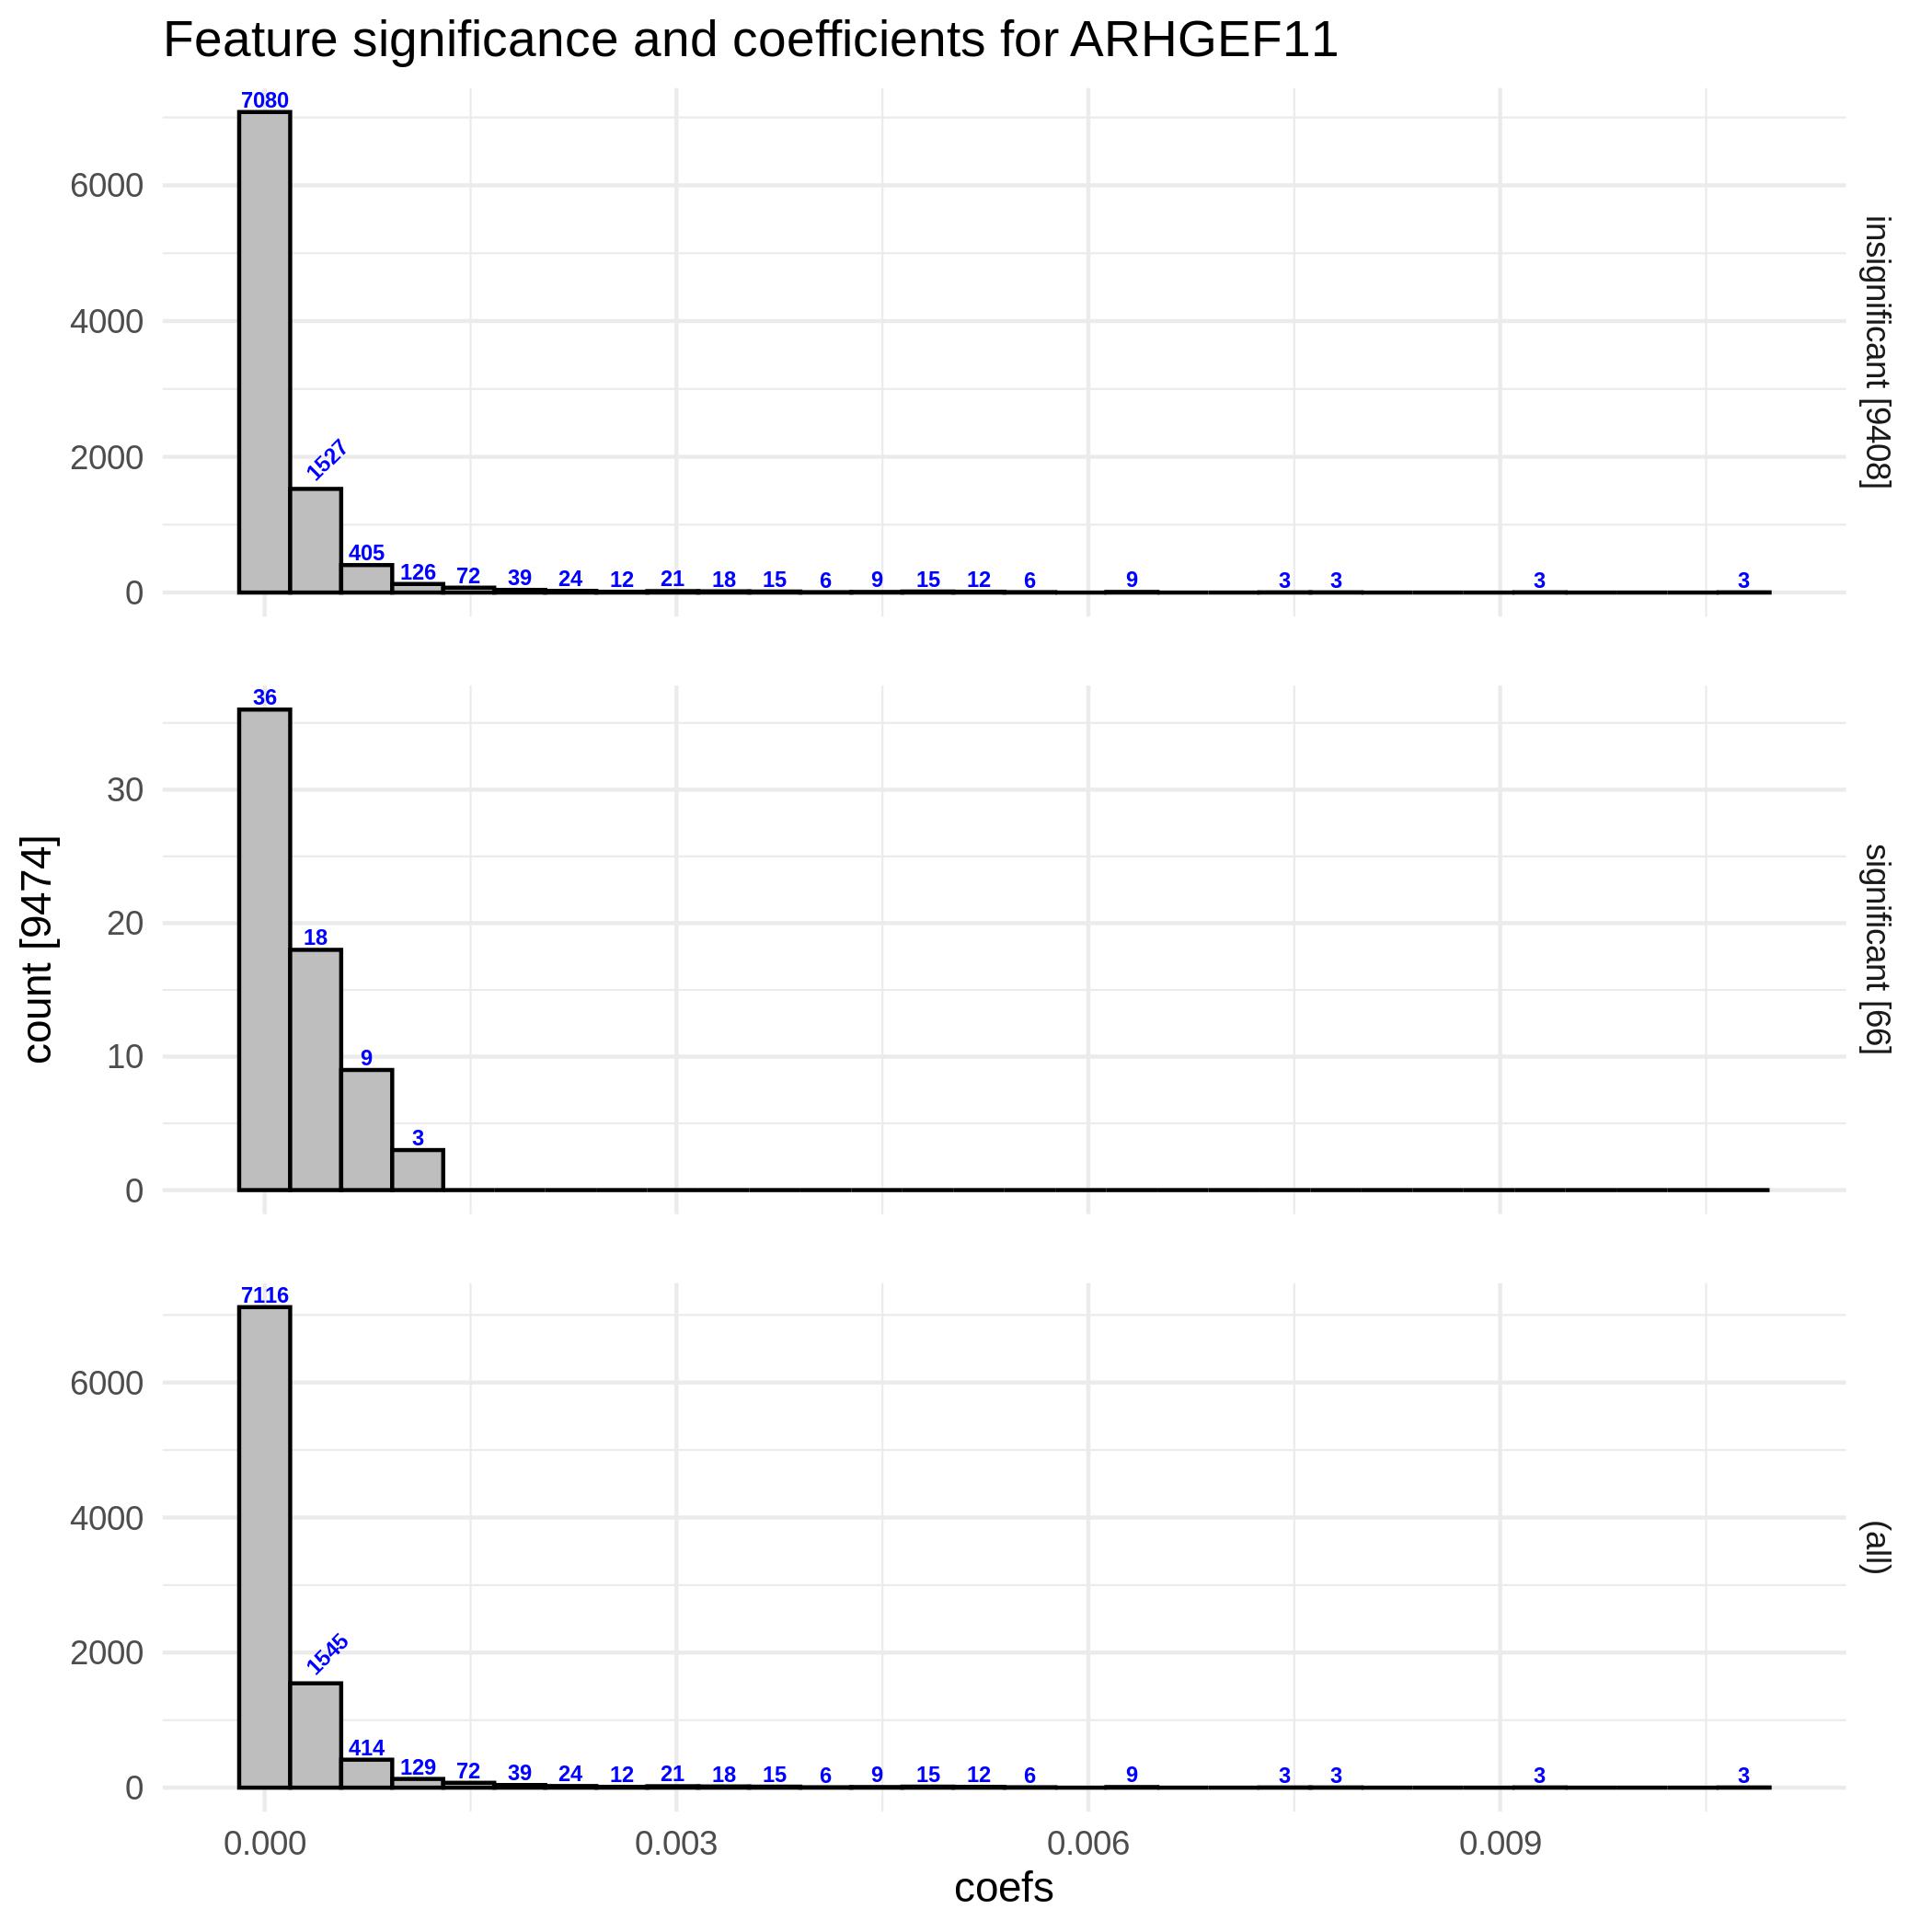 Feature significance and coefficients for ARHGEF11
7080
6000
4000
2000
0
1527
405
126 72 39 24 12 21 18 15 6 9 15 12 6 9 3 3 3 3
insignificant [9408]
36
30
20
10
0
18
9
3
significant [66]
count [9474]
7116
6000
4000
2000
0
1545
414
129 72 39 24 12 21 18 15 6 9 15 12 6 9 3 3 3 3
(all)
0.000 0.003 0.006 0.009
coefs